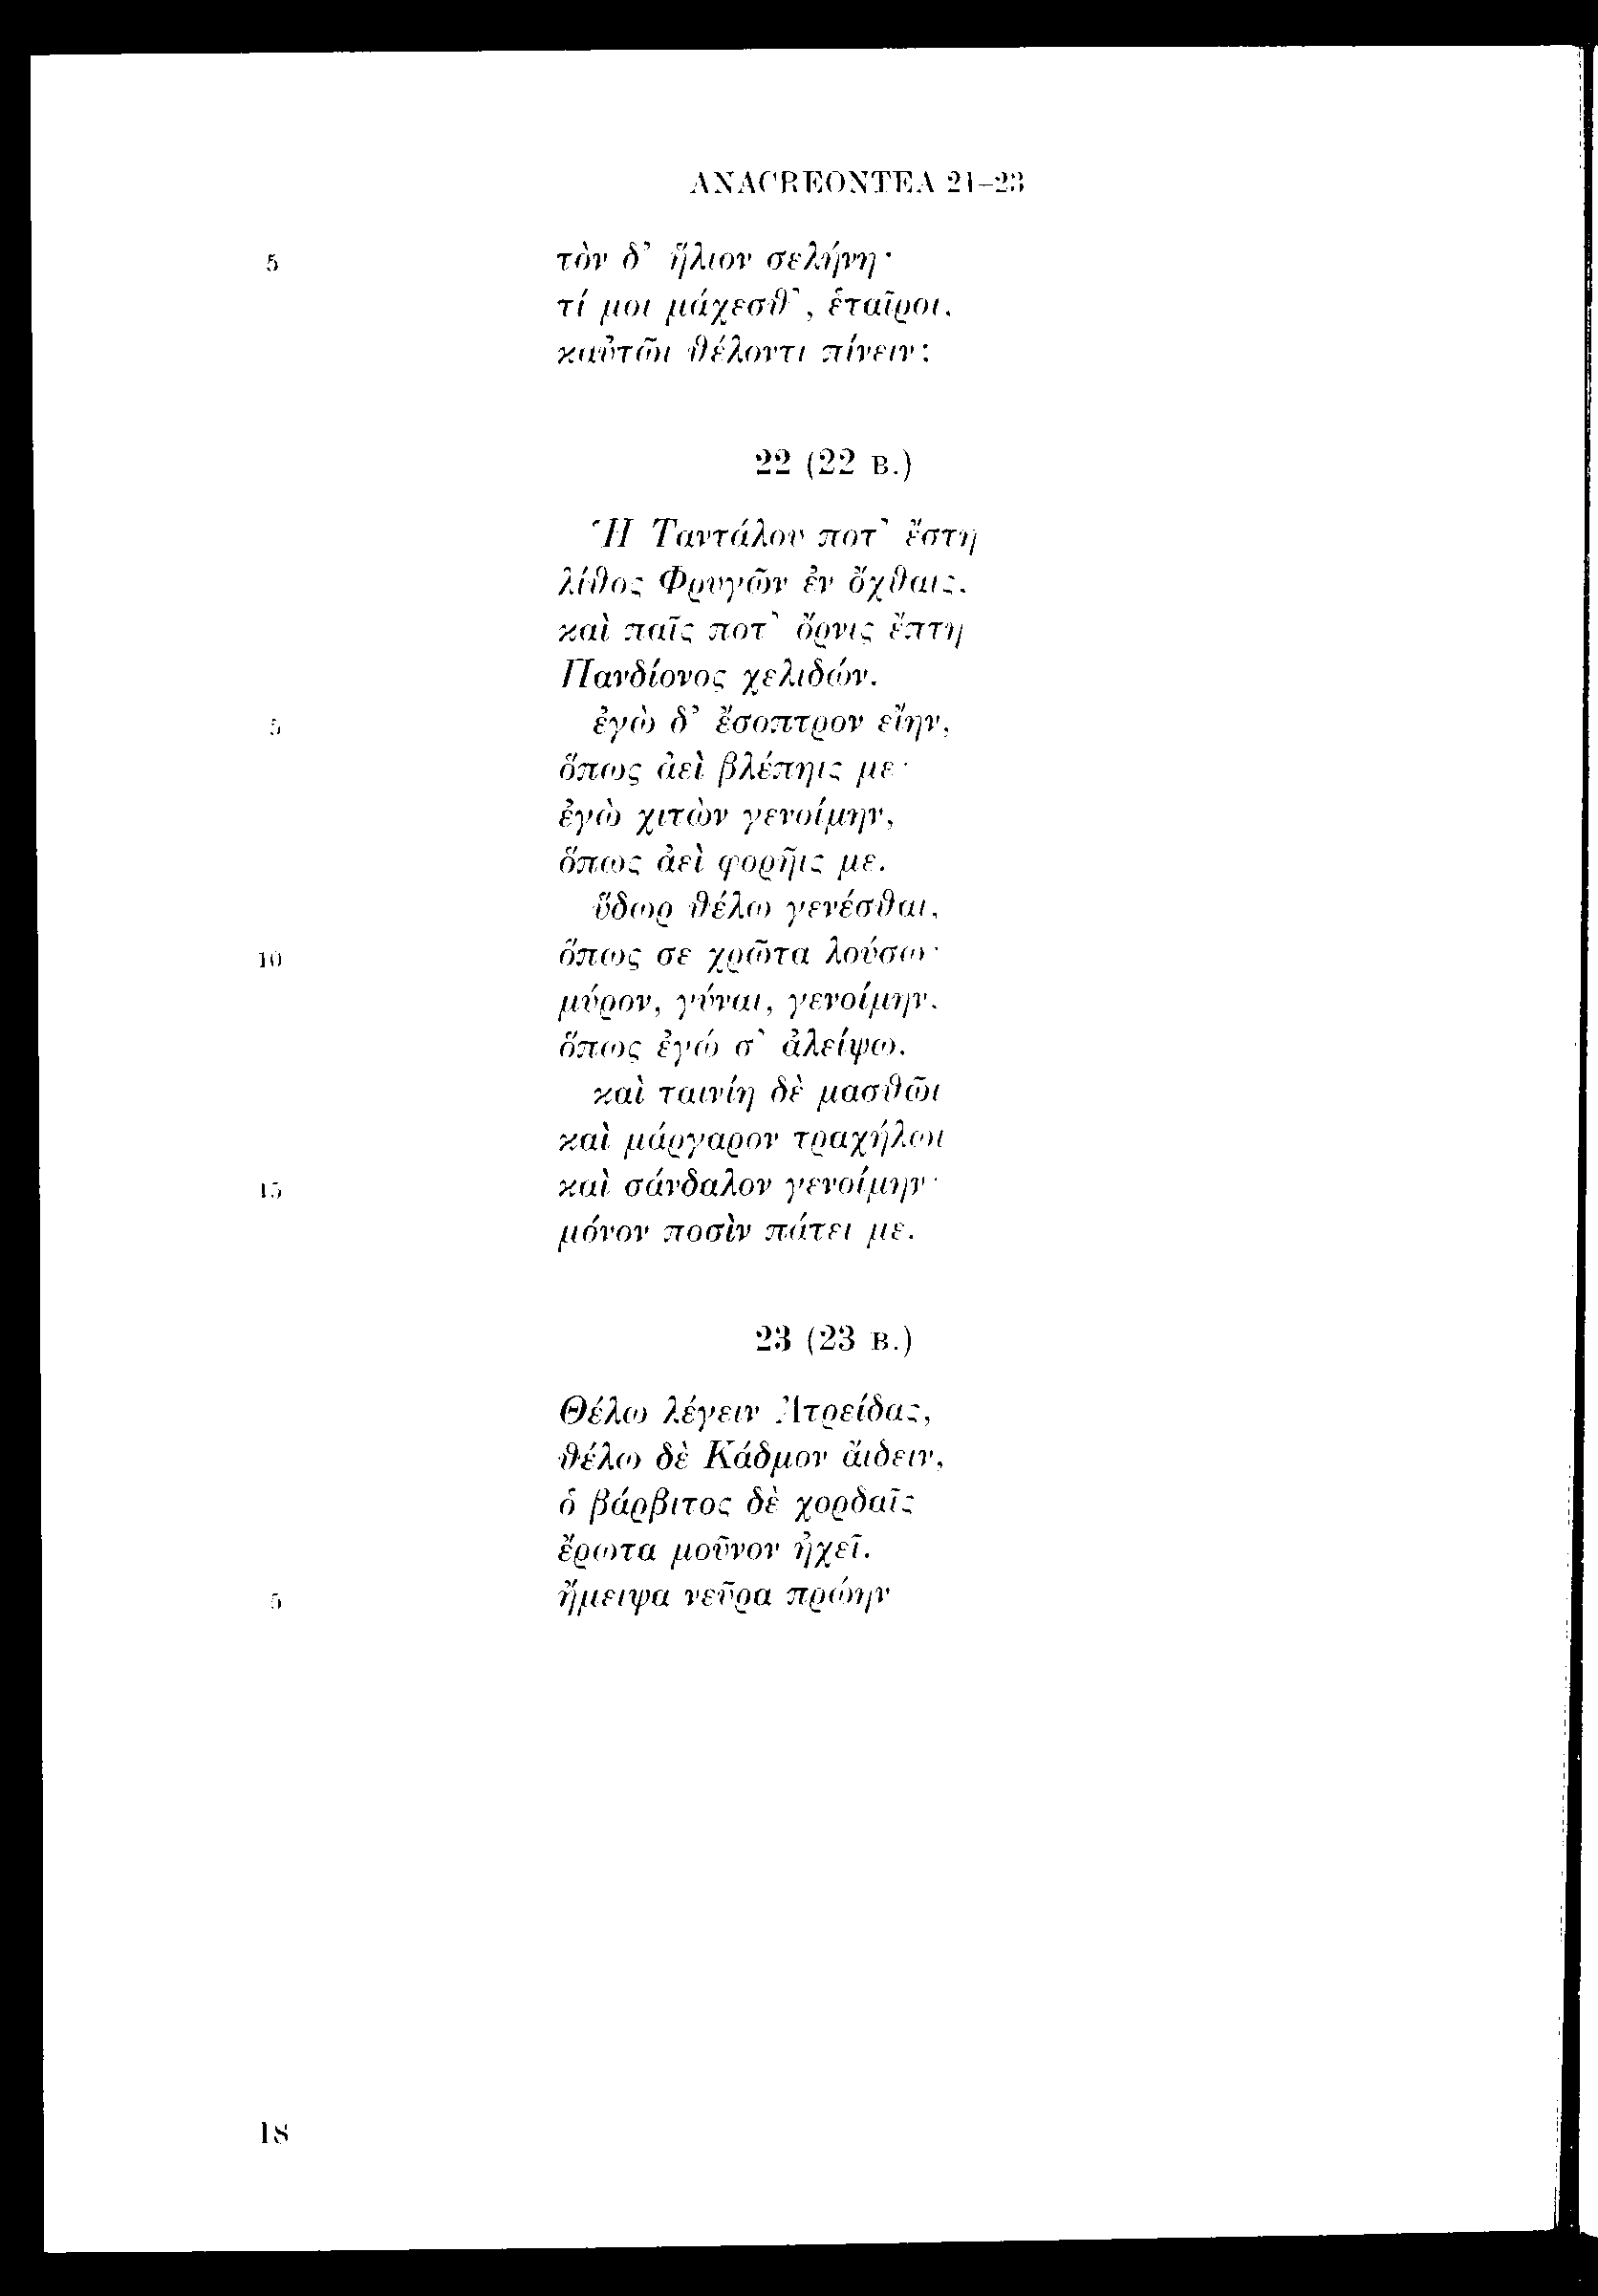 ANACREONTEA 21–23
5 τὸν δ’ ἥλιον σελήνη·
τί μοι μάχεσθ’, ἑταῖροι,
καὐτῶι θέλοντι πίνειν;
22 (22 B.)
Ἡ Ταντάλου ποτ’ ἔστη
λίθος Φρυγῶν ἐν ὄχθαις,
καὶ παῖς ποτ’ ὄρνις ἔπτη
Πανδίονος χελιδών.
5 ἐγὼ δ’ ἔσοπτρον εἴην,
ὅπως ἀεὶ βλέπηις με·
ἐγὼ χιτὼν γενοίμην,
ὅπως ἀεὶ φορῆις με.
ὕδωρ θέλω γενέσθαι,
10 ὅπως σε χρῶτα λούσω·
μύρον, γύναι, γενοίμην,
ὅπως ἐγώ σ’ ἀλείψω.
καὶ ταινίη δὲ μασθῶι
καὶ μάργαρον τραχήλωι
15 καὶ σάνδαλον γενοίμην·
μόνον ποσὶν πάτει με.
23 (23 B.)
Θέλω λέγειν Ἀτρείδας,
θέλω δὲ Κάδμον ἄιδειν,
ὁ βάρβιτος δὲ χορδαῖς
ἔρωτα μοῦνον ἠχεῖ.
5 ἤμειψα νεῦρα πρώην
18